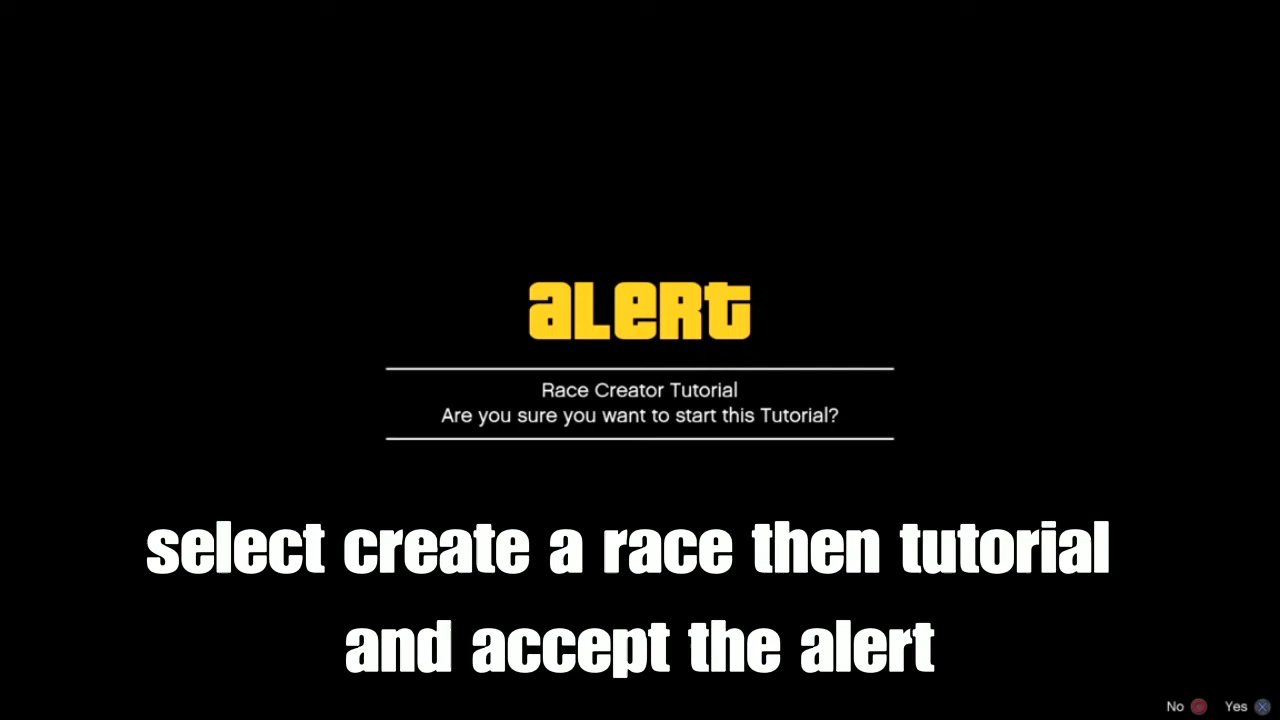 aLeRt
Race Creator Tutorial
Are you sure you want to start this Tutorial?
select create a race then tutorial
and accept the alert
No Yes